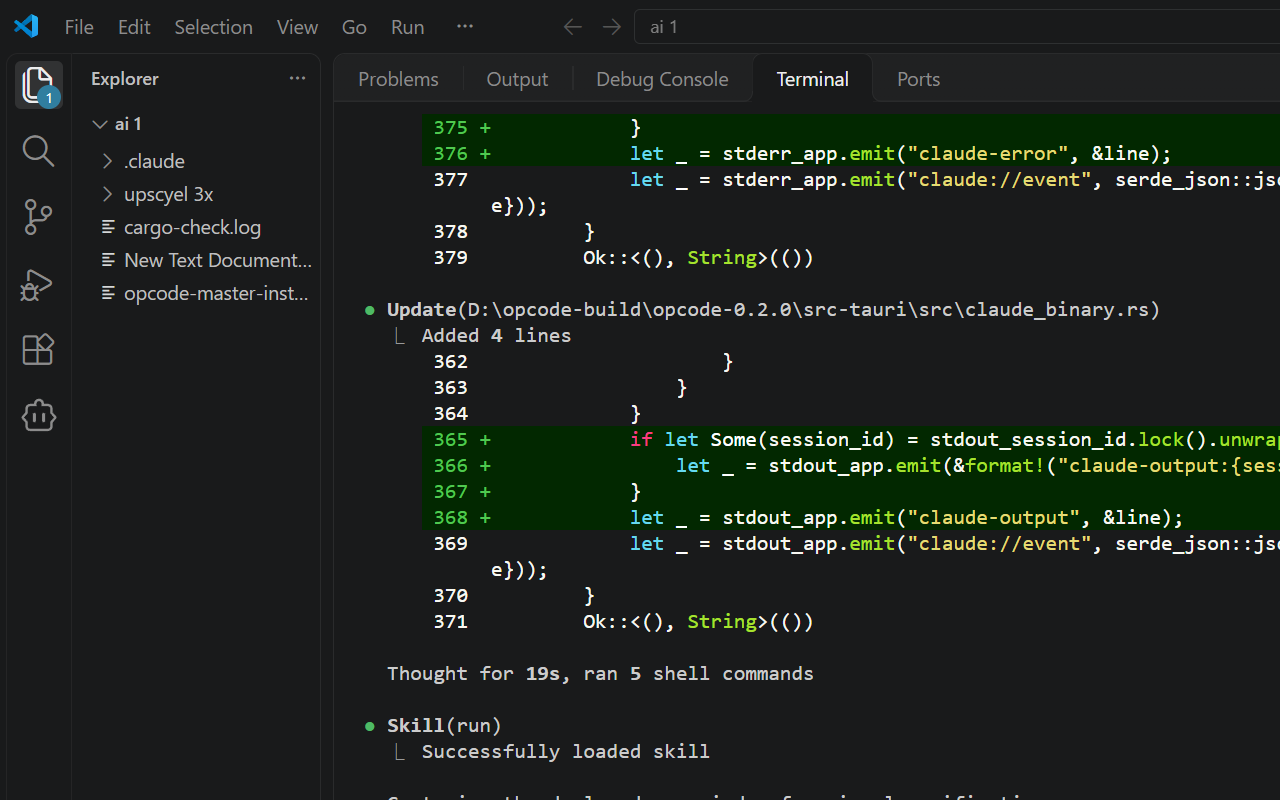 File Edit Selection View Go Run ··· ← → ai 1
Explorer ···
1
ai 1
.claude
upscyel 3x
cargo-check.log
New Text Document...
opcode-master-inst...
Problems Output Debug Console Terminal Ports
375 + }
376 + let _ = stderr_app.emit("claude-error", &line);
377 let _ = stderr_app.emit("claude://event", serde_json::jso
e}));
378 }
379 Ok::<(), String>(())
● Update(D:\opcode-build\opcode-0.2.0\src-tauri\src\claude_binary.rs)
⎿ Added 4 lines
362 }
363 }
364 }
365 + if let Some(session_id) = stdout_session_id.lock().unwrap
366 + let _ = stdout_app.emit(&format!("claude-output:{sess
367 + }
368 + let _ = stdout_app.emit("claude-output", &line);
369 let _ = stdout_app.emit("claude://event", serde_json::jso
e}));
370 }
371 Ok::<(), String>(())
Thought for 19s, ran 5 shell commands
● Skill(run)
⎿ Successfully loaded skill